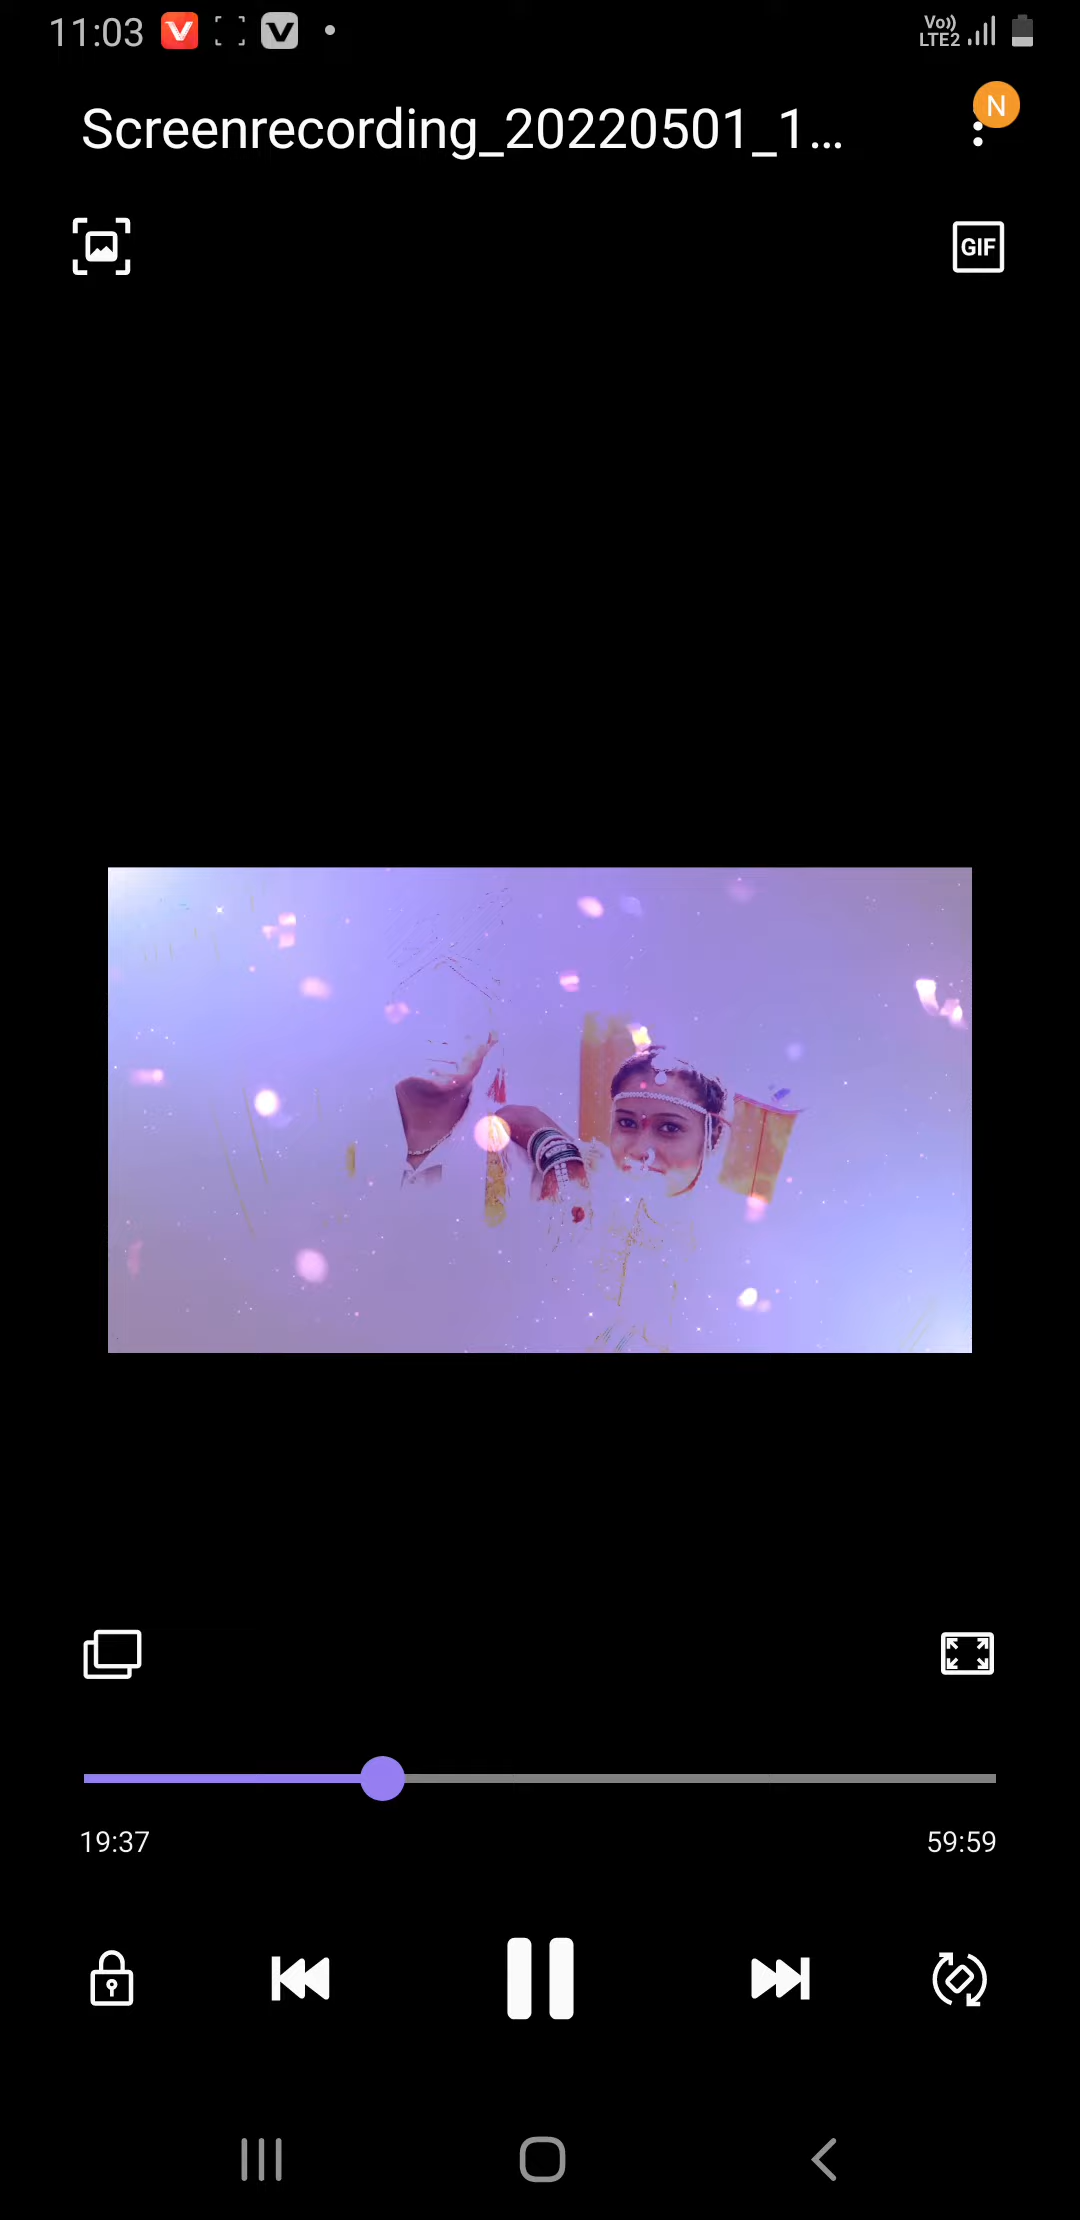 11:03
Vo))
LTE2
Screenrecording_20220501_1...
N
GIF
19:37
59:59